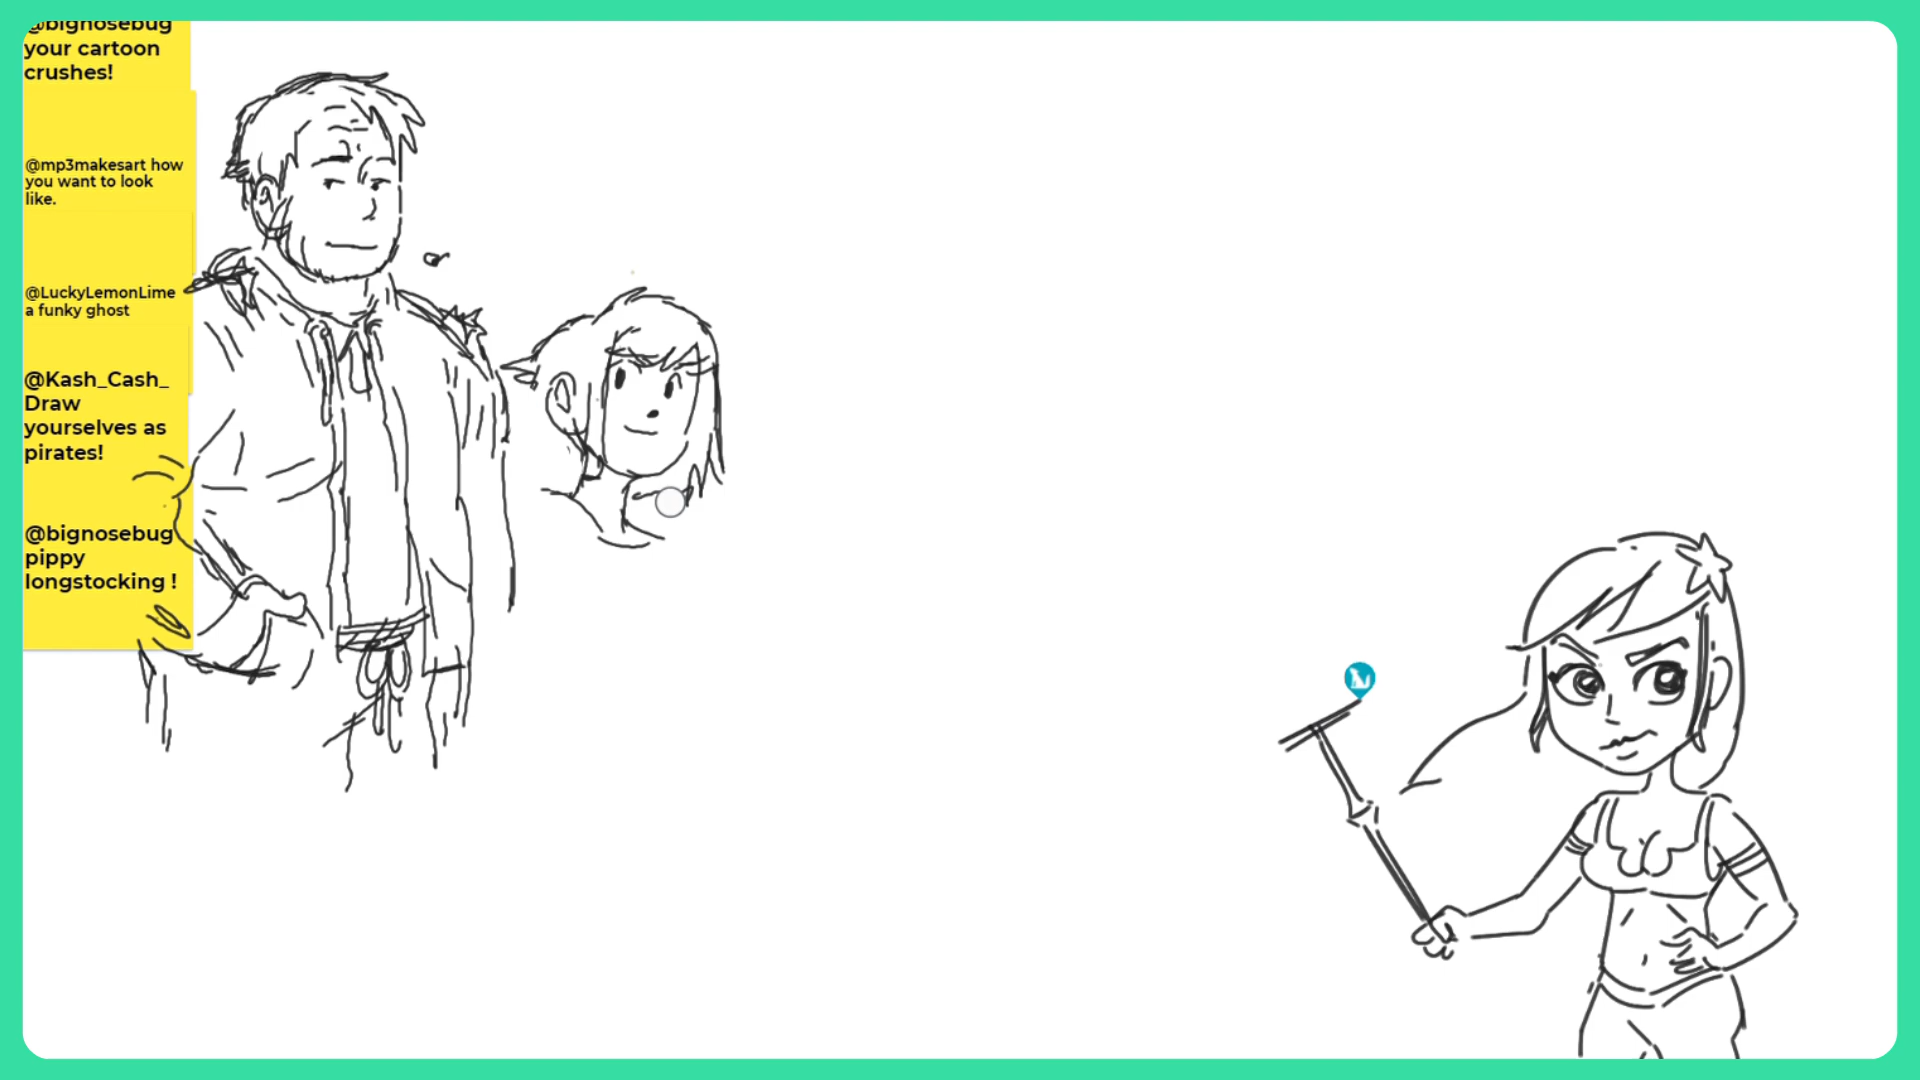 @bignosebug
your cartoon
crushes!
@mp3makesart how
you want to look
like.
@LuckyLemonLime
a funky ghost
@Kash_Cash_
Draw
yourselves as
pirates!
@bignosebug
pippy
longstocking !